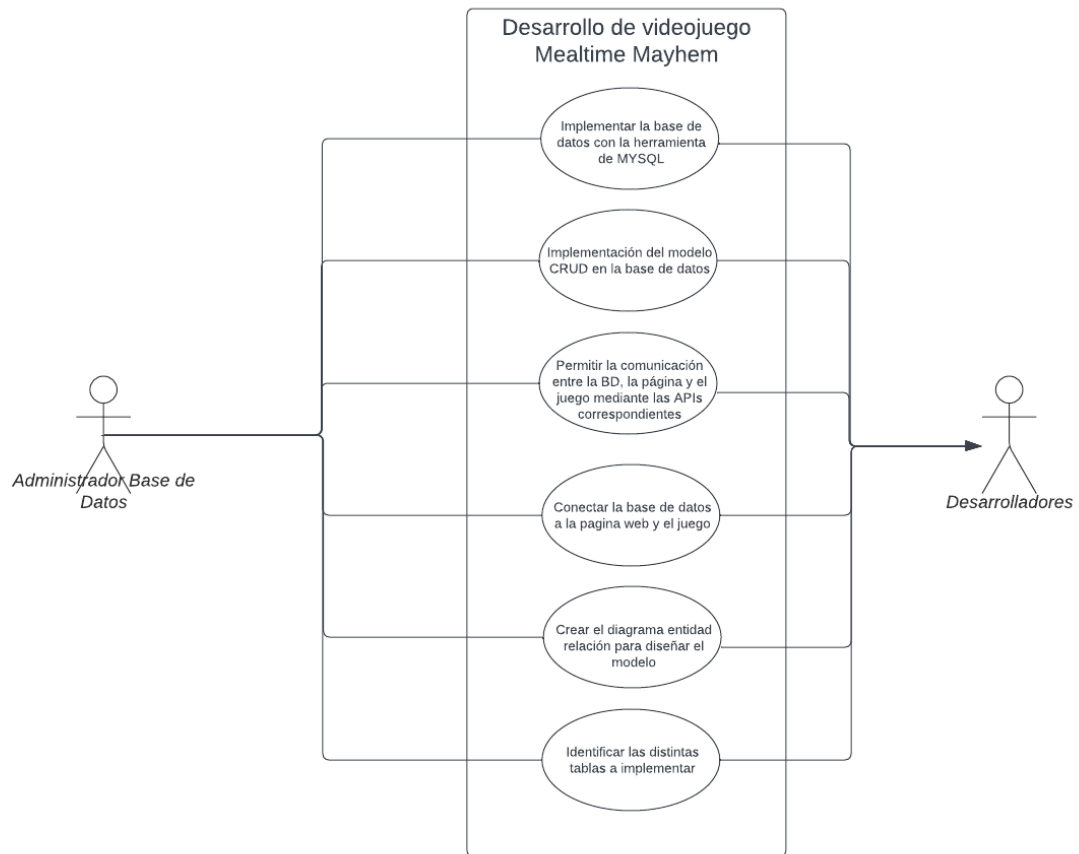 Desarrollo de videojuego
Mealtime Mayhem
Implementar la base de
datos con la herramienta
de MYSQL
Implementación del modelo
CRUD en la base de datos
Permitir la comunicación
entre la BD, la página y el
juego mediante las APIs
correspondientes
Administrador Base de
Datos
Desarrolladores
Conectar la base de datos
a la pagina web y el juego
Crear el diagrama entidad
relación para diseñar el
modelo
Identificar las distintas
tablas a implementar